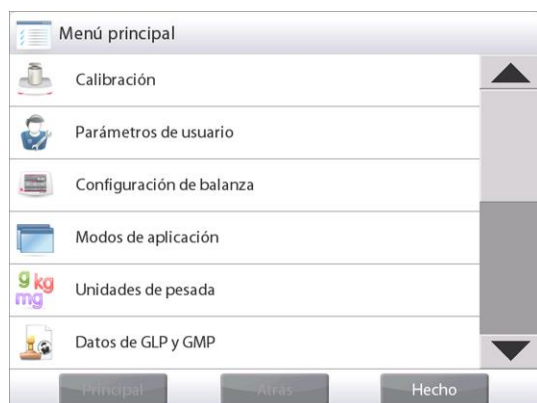 Menú principal
Calibración
Parámetros de usuario
Configuración de balanza
Modos de aplicación
g kg
mg
Unidades de pesada
Datos de GLP y GMP
Principal
Atrás
Hecho